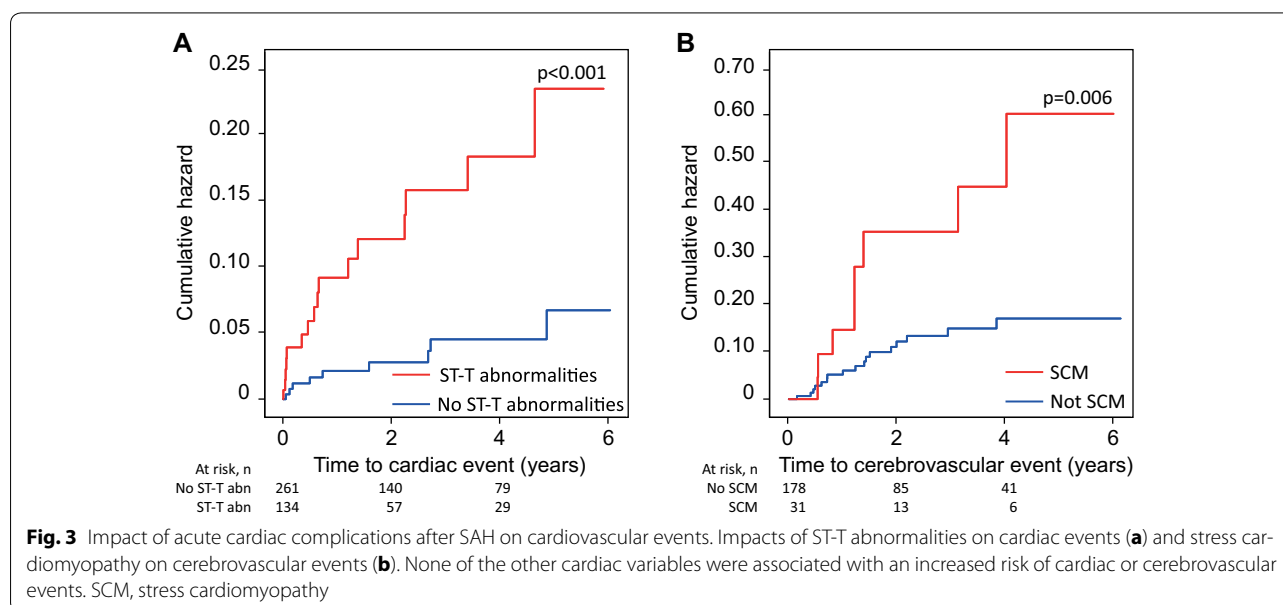 A
Cumulative hazard
0.25
0.20
0.15
0.10
0.05
0
p<0.001
ST-T abnormalities
No ST-T abnormalities
0 2 4 6
Time to cardiac event (years)
At risk, n
No ST-T abn 261 140 79
ST-T abn 134 57 29
B
Cumulative hazard
0.70
0.60
0.50
0.40
0.30
0.20
0.10
0
p=0.006
SCM
Not SCM
0 2 4 6
Time to cerebrovascular event (years)
At risk, n
No SCM 178 85 41
SCM 31 13 6
Fig. 3 Impact of acute cardiac complications after SAH on cardiovascular events. Impacts of ST-T abnormalities on cardiac events (a) and stress car-
diomyopathy on cerebrovascular events (b). None of the other cardiac variables were associated with an increased risk of cardiac or cerebrovascular
events. SCM, stress cardiomyopathy